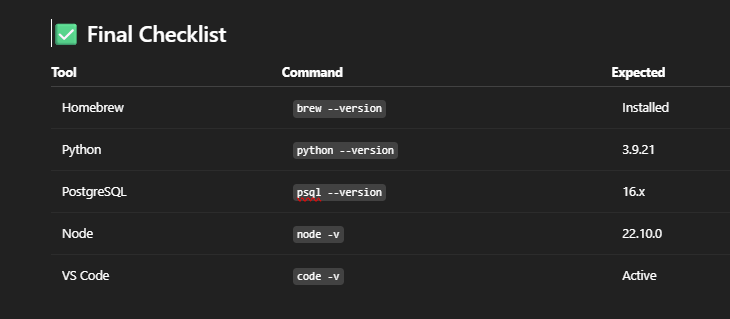 ✅ Final Checklist
Tool Command Expected
Homebrew brew --version Installed
Python python --version 3.9.21
PostgreSQL psql --version 16.x
Node node -v 22.10.0
VS Code code -v Active